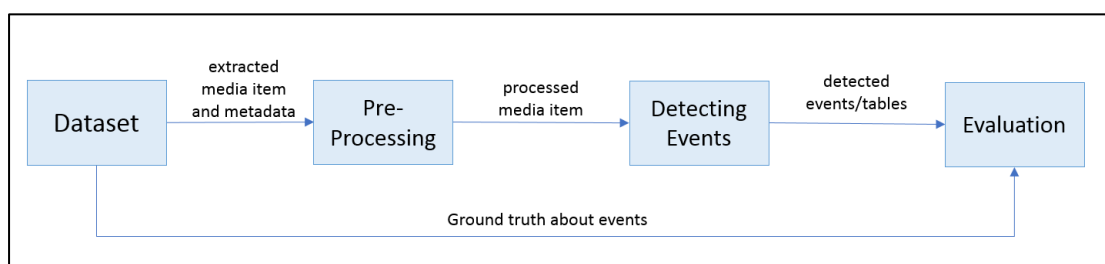 extracted
media item
and metadata
processed
media item
detected
events/tables
Dataset
Pre-
Processing
Detecting
Events
Evaluation
Ground truth about events